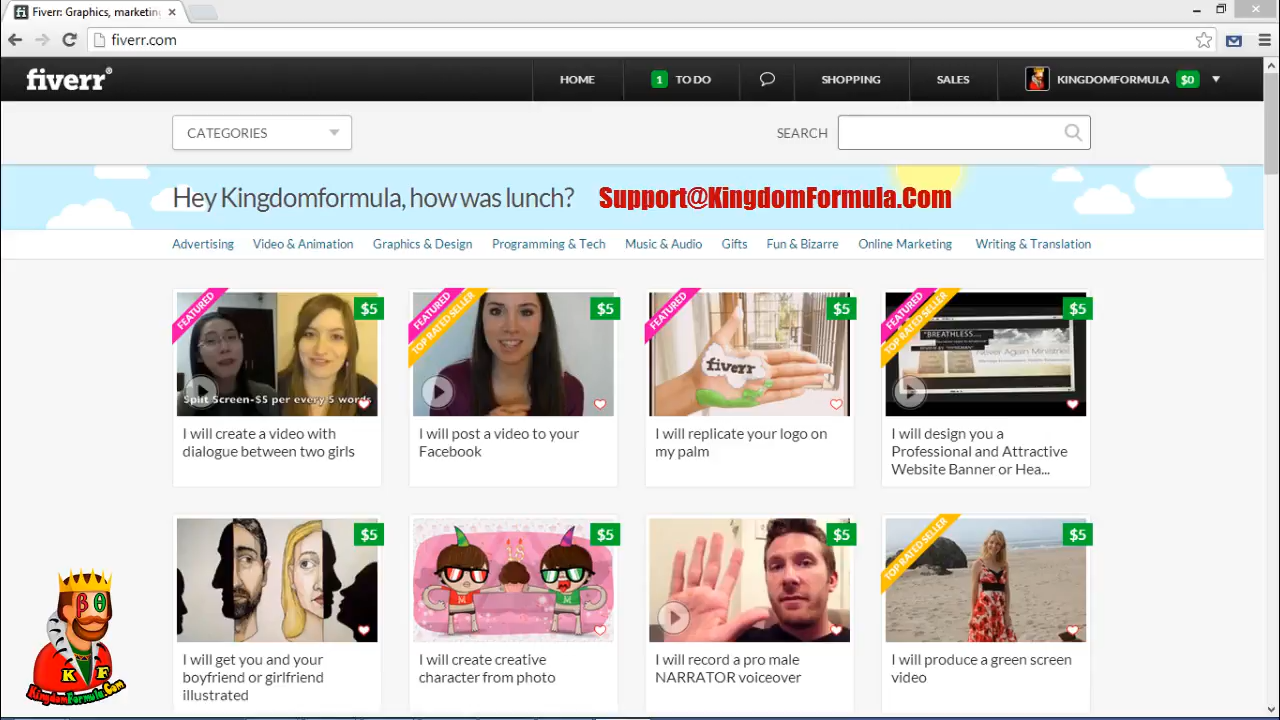 Fiverr: Graphics, marketing
fiverr.com
fiverr®
HOME
1 TO DO
SHOPPING
SALES
KINGDOMFORMULA $0
CATEGORIES
SEARCH
Hey Kingdomformula, how was lunch?
Support@KingdomFormula.Com
Advertising Video & Animation Graphics & Design Programming & Tech Music & Audio Gifts Fun & Bizarre Online Marketing Writing & Translation
FEATURED
$5
Split Screen-$5 per every 5 words
I will create a video with
dialogue between two girls
FEATURED
TOP RATED SELLER
$5
I will post a video to your
Facebook
FEATURED
$5
fiverr
I will replicate your logo on
my palm
FEATURED
TOP RATED SELLER
$5
"BREATHLESS...
Never Again Ministries
I will design you a
Professional and Attractive
Website Banner or Hea...
$5
I will get you and your
boyfriend or girlfriend
illustrated
$5
I will create creative
character from photo
$5
I will record a pro male
NARRATOR voiceover
TOP RATED SELLER
$5
I will produce a green screen
video
β θ
K F
KingdomFormula.Com